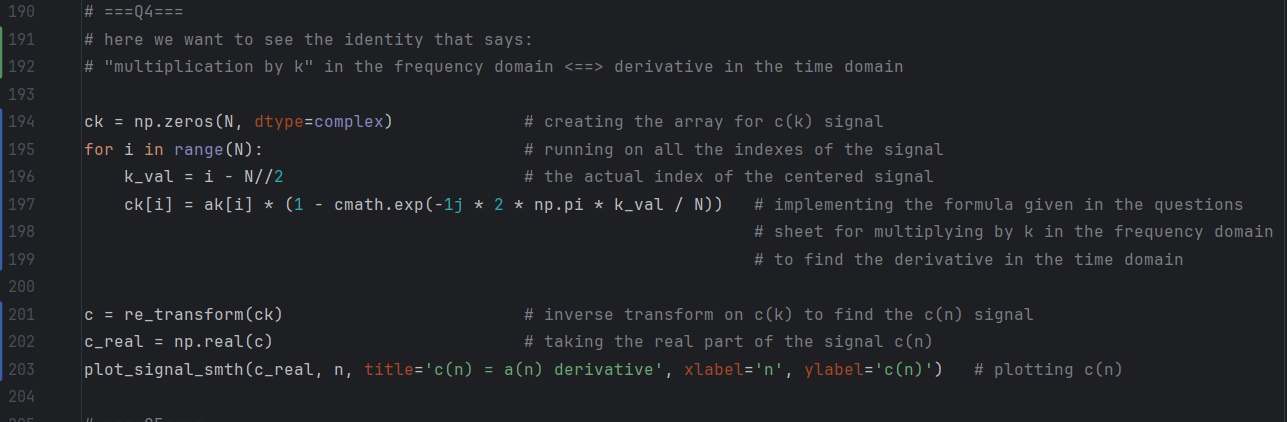 190 # ===Q4===
191 # here we want to see the identity that says:
192 # "multiplication by k" in the frequency domain <==> derivative in the time domain
193
194 ck = np.zeros(N, dtype=complex) # creating the array for c(k) signal
195 for i in range(N): # running on all the indexes of the signal
196 k_val = i - N//2 # the actual index of the centered signal
197 ck[i] = ak[i] * (1 - cmath.exp(-1j * 2 * np.pi * k_val / N)) # implementing the formula given in the questions
198 # sheet for multiplying by k in the frequency domain
199 # to find the derivative in the time domain
200
201 c = re_transform(ck) # inverse transform on c(k) to find the c(n) signal
202 c_real = np.real(c) # taking the real part of the signal c(n)
203 plot_signal_smth(c_real, n, title='c(n) = a(n) derivative', xlabel='n', ylabel='c(n)') # plotting c(n)
204